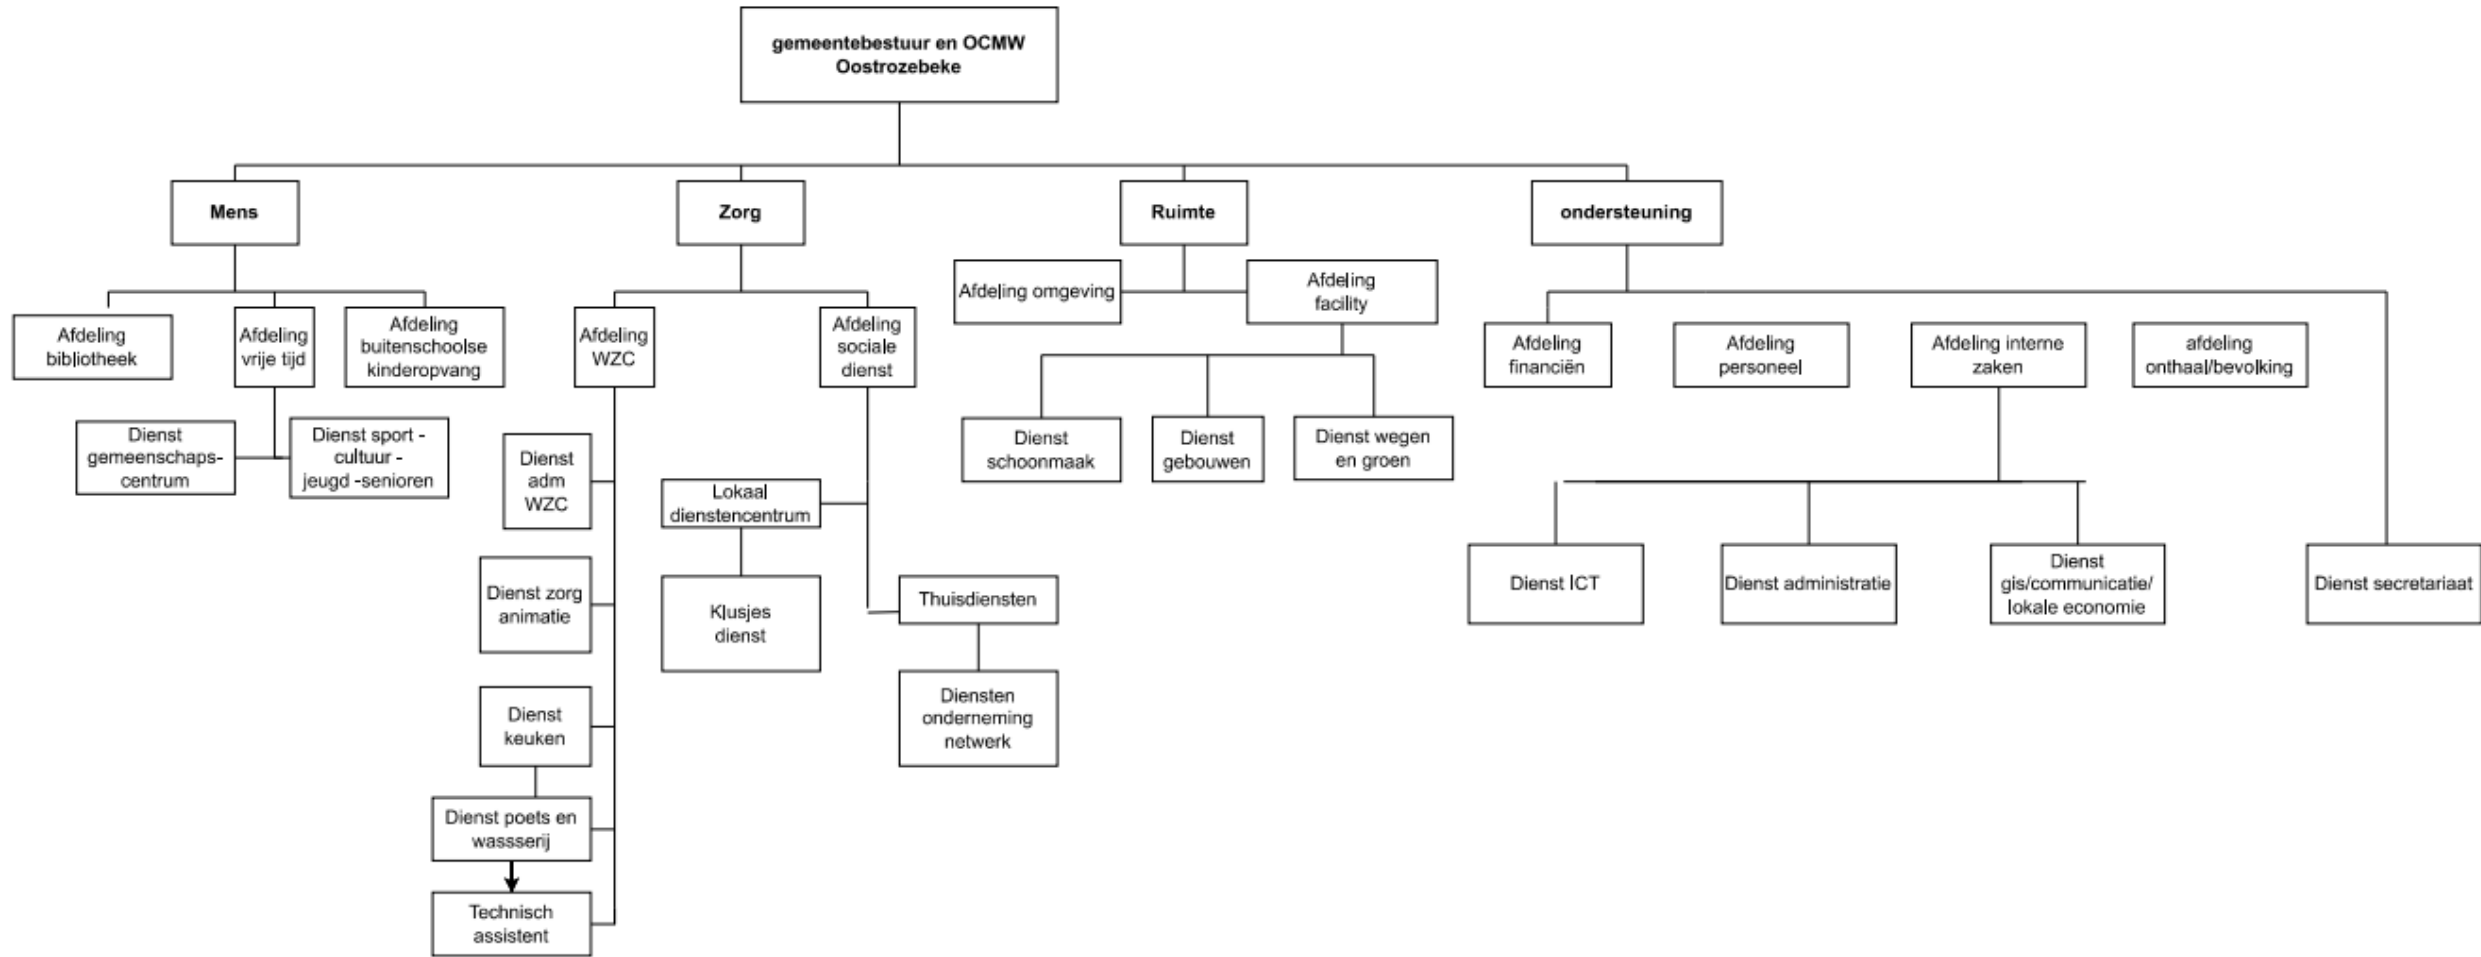 gemeentebestuur en OCMW
Oostrozebeke
Mens
Zorg
Ruimte
ondersteuning
Afdeling
bibliotheek
Afdeling
vrije tijd
Afdeling
buitenschoolse
kinderopvang
Afdeling
WZC
Afdeling
sociale
dienst
Afdeling omgeving
Afdeling
facility
Afdeling
financiën
Afdeling
personeel
Afdeling interne
zaken
afdeling
onthaal/bevolking
Dienst
gemeenschaps-
centrum
Dienst sport -
cultuur -
jeugd -senioren
Dienst
adm
WZC
Lokaal
dienstencentrum
Dienst
schoonmaak
Dienst
gebouwen
Dienst wegen
en groen
Dienst zorg
animatie
Klusjes
dienst
Thuisdiensten
Dienst ICT
Dienst administratie
Dienst
gis/communicatie/
lokale economie
Dienst secretariaat
Dienst
keuken
Diensten
onderneming
netwerk
Dienst poets en
wassserij
Technisch
assistent